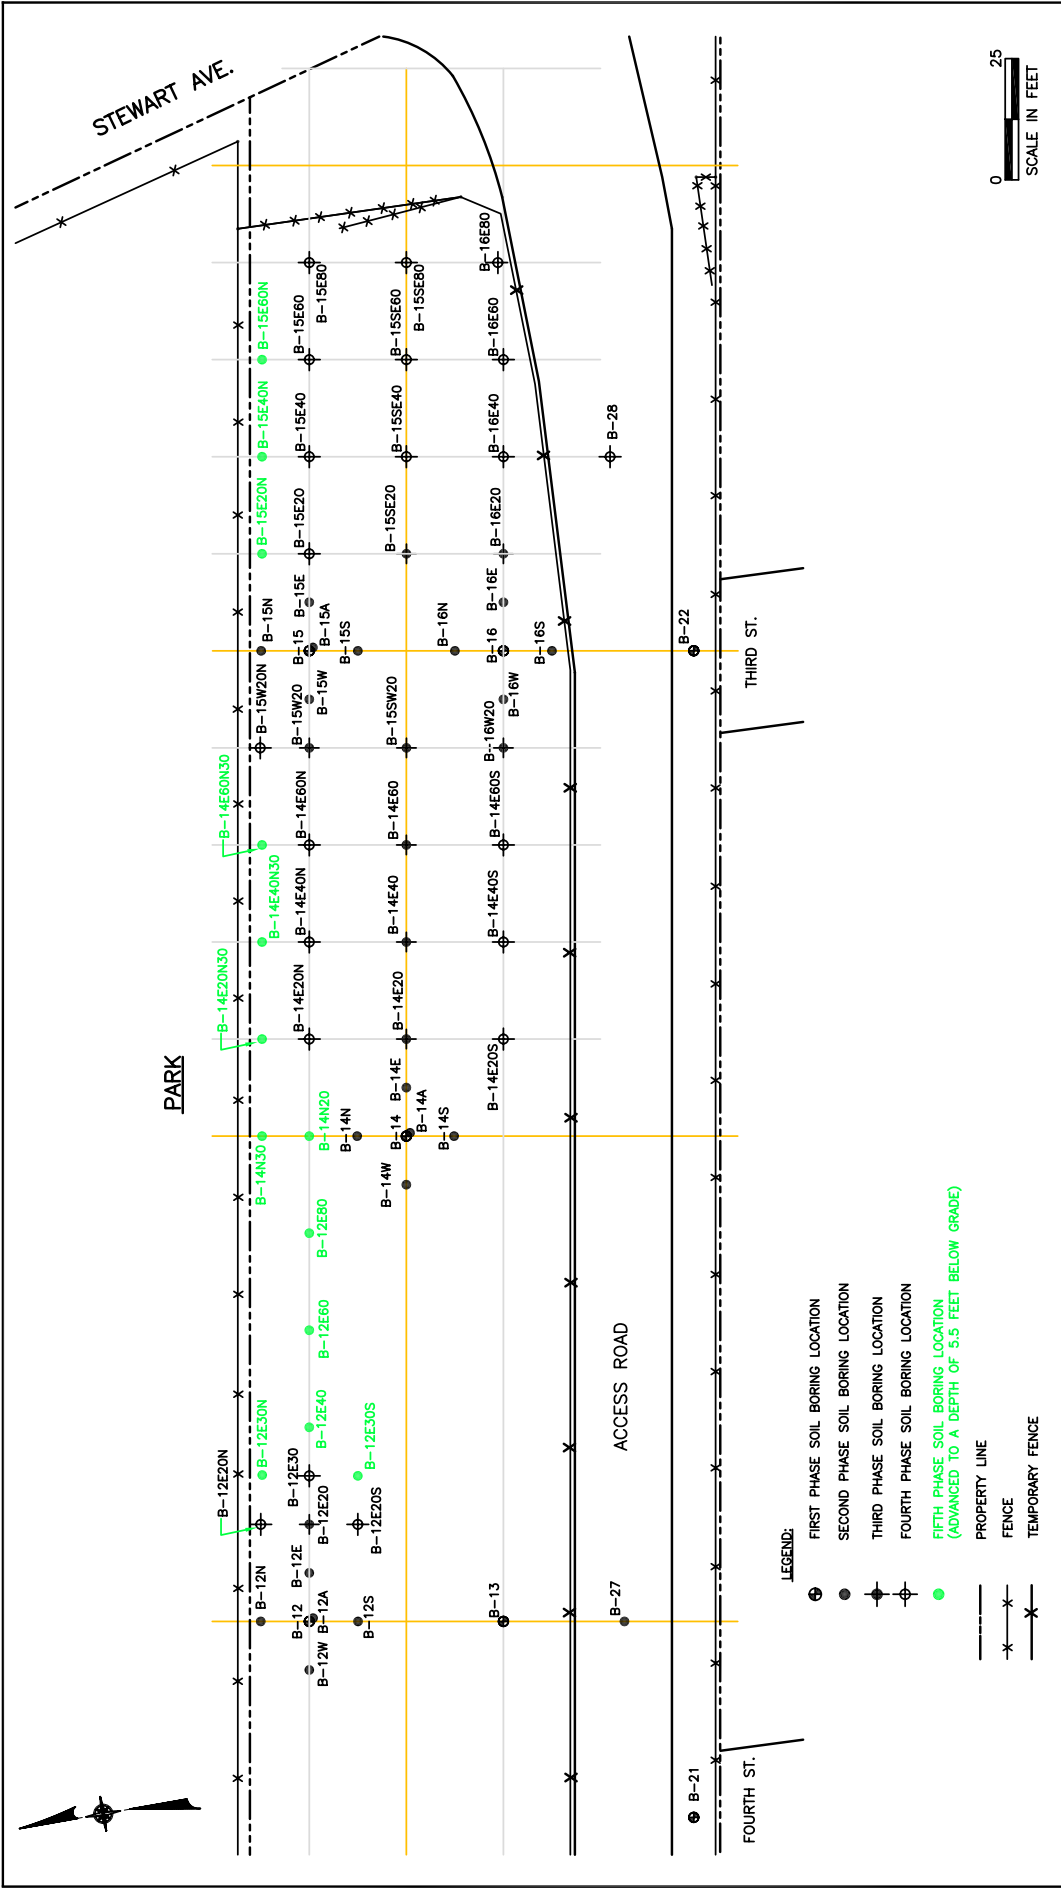 STEWART AVE.
PARK
B-14E60N30
B-14E20N30
B-12E20N
B-15E60N
B-15E40N
B-15E20N
B-15N
B-15W20N
B-14E40N30
B-14N30
B-12E30N
B-12N
B-15E80
B-15E60
B-15E40
B-15E20
B-15E
B-15
B-15A
B-15W
B-15W20
B-14E60N
B-14E40N
B-14E20N
B-14N20
B-12E80
B-12E60
B-12E40
B-12E30
B-12E20
B-12E
B-12
B-12A
B-12W
B-15S
B-14N
B-12E30S
B-12E20S
B-12S
B-15SE80
B-15SE60
B-15SE40
B-15SE20
B-15SW20
B-14E60
B-14E40
B-14E20
B-14E
B-14
B-14A
B-14W
B-16N
B-14S
B-16E80
B-16E60
B-16E40
B-16E20
B-16E
B-16
B-16W
B--16W20
B-14E60S
B-14E40S
B-14E20S
B-13
B-16S
B-28
B-27
ACCESS ROAD
B-22
B-21
THIRD ST.
FOURTH ST.
0 25
SCALE IN FEET
LEGEND:
FIRST PHASE SOIL BORING LOCATION
SECOND PHASE SOIL BORING LOCATION
THIRD PHASE SOIL BORING LOCATION
FOURTH PHASE SOIL BORING LOCATION
FIFTH PHASE SOIL BORING LOCATION
(ADVANCED TO A DEPTH OF 5.5 FEET BELOW GRADE)
PROPERTY LINE
FENCE
TEMPORARY FENCE